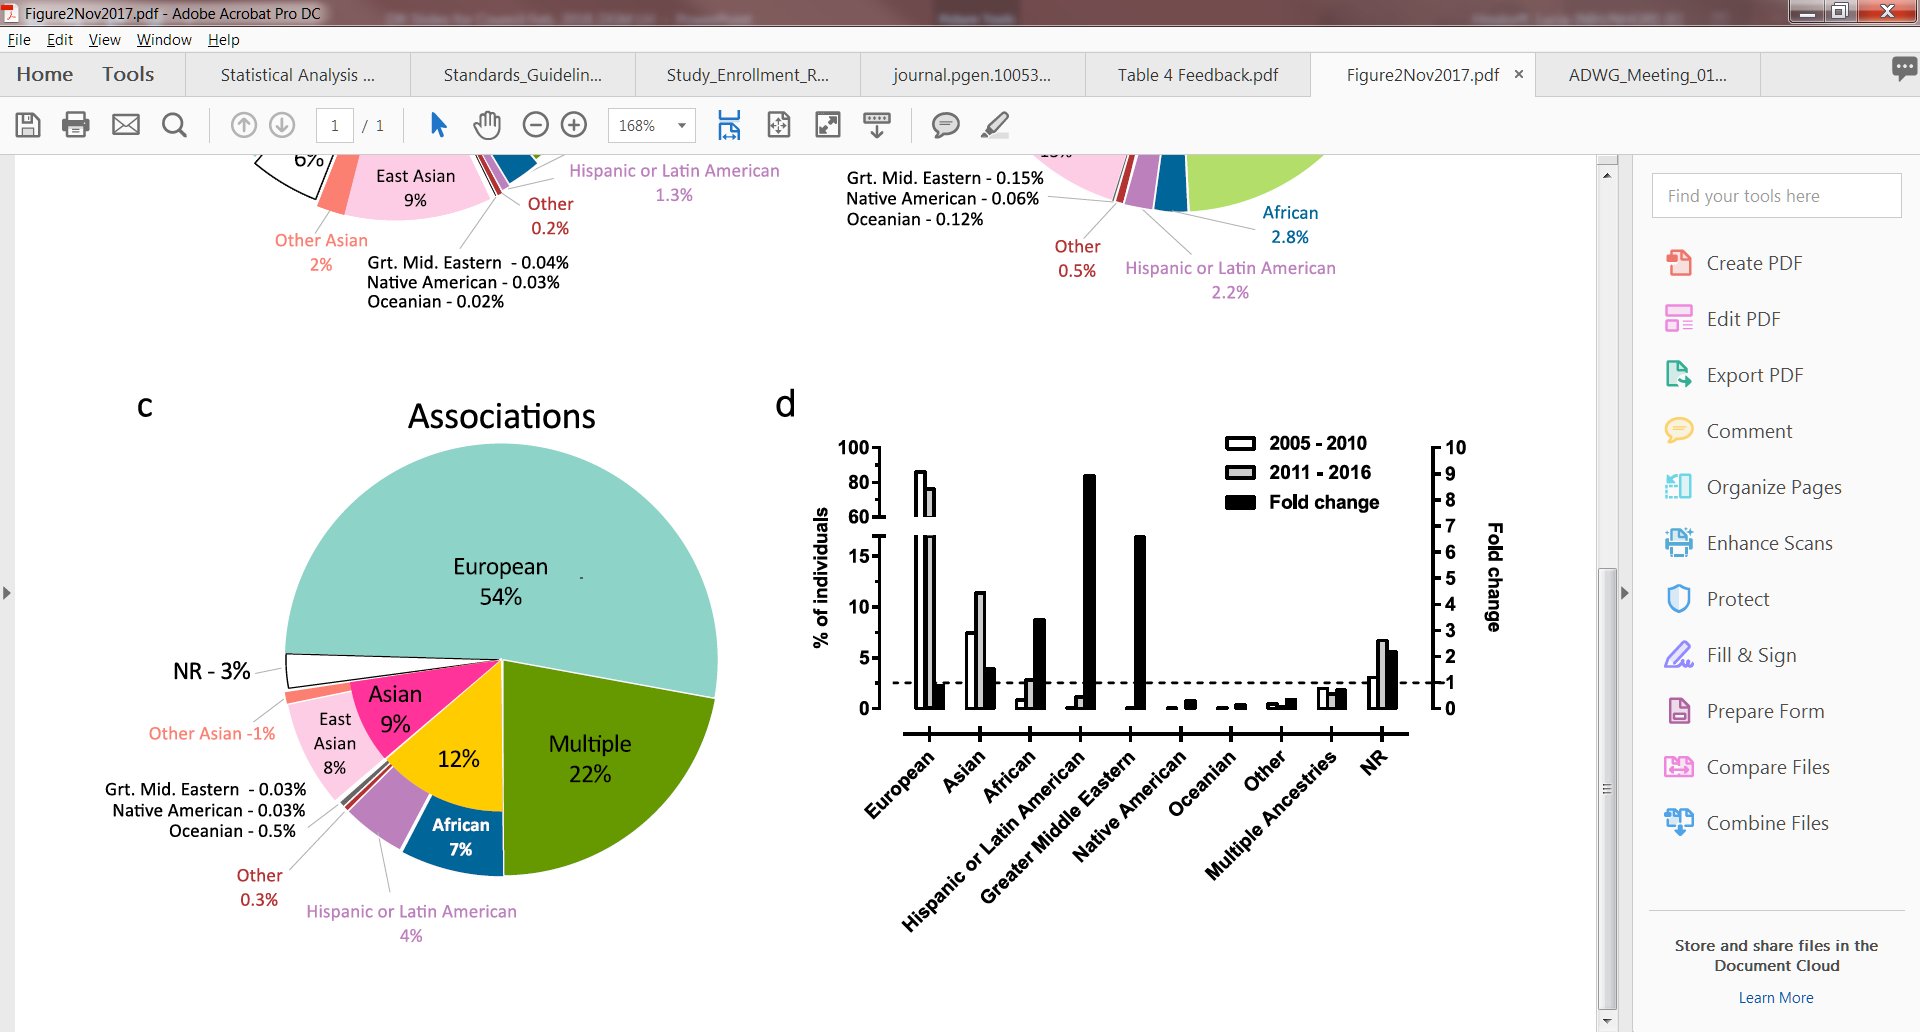 Figure2Nov2017.pdf - Adobe Acrobat Pro DC
File Edit View Window Help
Home Tools Statistical Analysis ... Standards_Guidelin... Study_Enrollment_R... journal.pgen.10053... Table 4 Feedback.pdf Figure2Nov2017.pdf × ADWG_Meeting_01...
1 / 1 168%
6%
East Asian
9%
Hispanic or Latin American
1.3%
Other
0.2%
Other Asian
2%
Grt. Mid. Eastern - 0.04%
Native American - 0.03%
Oceanian - 0.02%
Grt. Mid. Eastern - 0.15%
Native American - 0.06%
Oceanian - 0.12%
African
2.8%
Other
0.5%
Hispanic or Latin American
2.2%
c
Associations
European
54%
NR - 3%
Asian
9%
Other Asian -1%
East
Asian
8%
12%
Multiple
22%
Grt. Mid. Eastern - 0.03%
Native American - 0.03%
Oceanian - 0.5%
African
7%
Other
0.3%
Hispanic or Latin American
4%
d
2005 - 2010
2011 - 2016
Fold change
% of individuals
100
80
60
15
10
5
0
10
9
8
7
6
5
4
3
2
1
0
Fold change
European
Asian
African
Hispanic or Latin American
Greater Middle Eastern
Native American
Oceanian
Other
Multiple Ancestries
NR
Find your tools here
Create PDF
Edit PDF
Export PDF
Comment
Organize Pages
Enhance Scans
Protect
Fill & Sign
Prepare Form
Compare Files
Combine Files
Store and share files in the
Document Cloud
Learn More